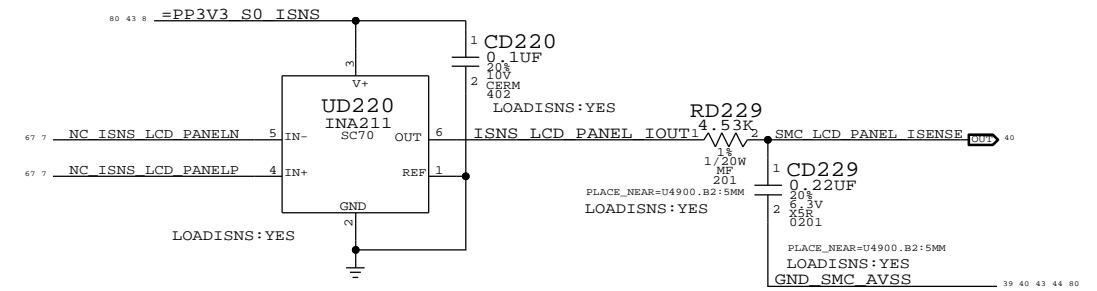 80 43 8 =PP3V3_S0_ISNS
1 CD220
0.1UF
20%
10V
2 CERM
402
LOADISNS:YES
3
V+
UD220
INA211
SC70
67 7 NC_ISNS_LCD_PANELN 5 IN- OUT 6 ISNS_LCD_PANEL_IOUT
67 7 NC_ISNS_LCD_PANELP 4 IN+ REF 1
GND
2
LOADISNS:YES
RD229
1 4.53K 2
1%
1/20W
MF
201
PLACE_NEAR=U4900.B2:5MM
LOADISNS:YES
SMC_LCD_PANEL_ISENSE OUT 40
1 CD229
0.22UF
20%
6.3V
2 X5R
0201
PLACE_NEAR=U4900.B2:5MM
LOADISNS:YES
GND_SMC_AVSS 39 40 43 44 80